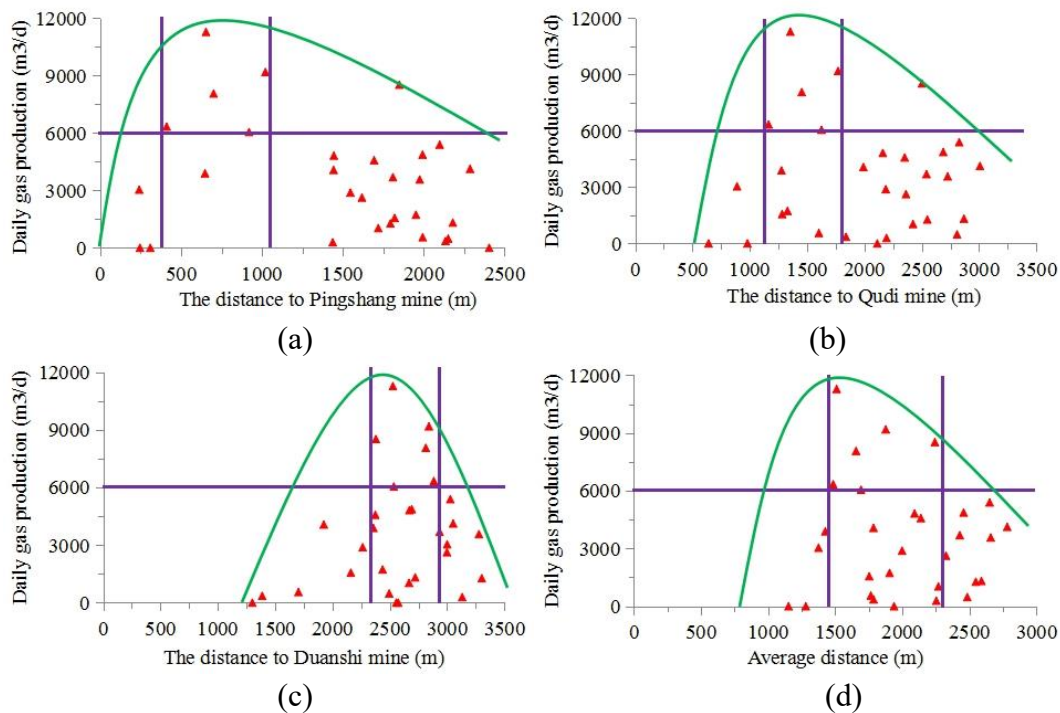 Daily gas production (m3/d)
12000
9000
6000
3000
0
0 500 1000 1500 2000 2500
The distance to Pingshang mine (m)
(a)
Daily gas production (m3/d)
12000
9000
6000
3000
0
0 500 1000 1500 2000 2500 3000 3500
The distance to Qudi mine (m)
(b)
Daily gas production (m3/d)
12000
9000
6000
3000
0
0 500 1000 1500 2000 2500 3000 3500
The distance to Duanshi mine (m)
(c)
Daily gas production (m3/d)
12000
9000
6000
3000
0
0 500 1000 1500 2000 2500 3000
Average distance (m)
(d)